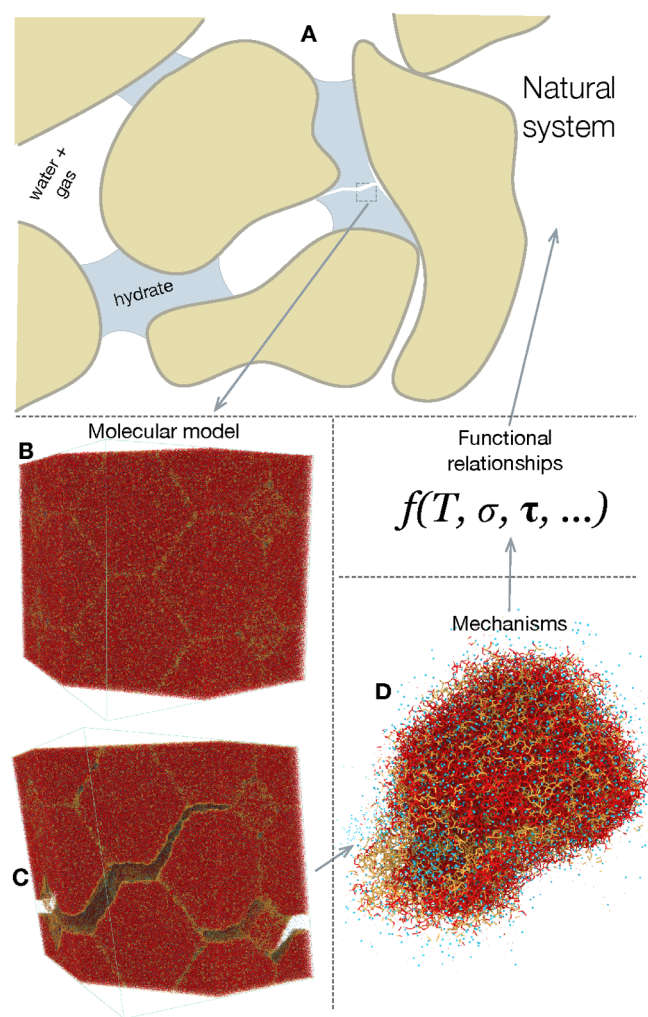 A
Natural
system
water +
gas
hydrate
Molecular model
B
Functional
relationships
f(T, σ, τ, ...)
Mechanisms
D
C